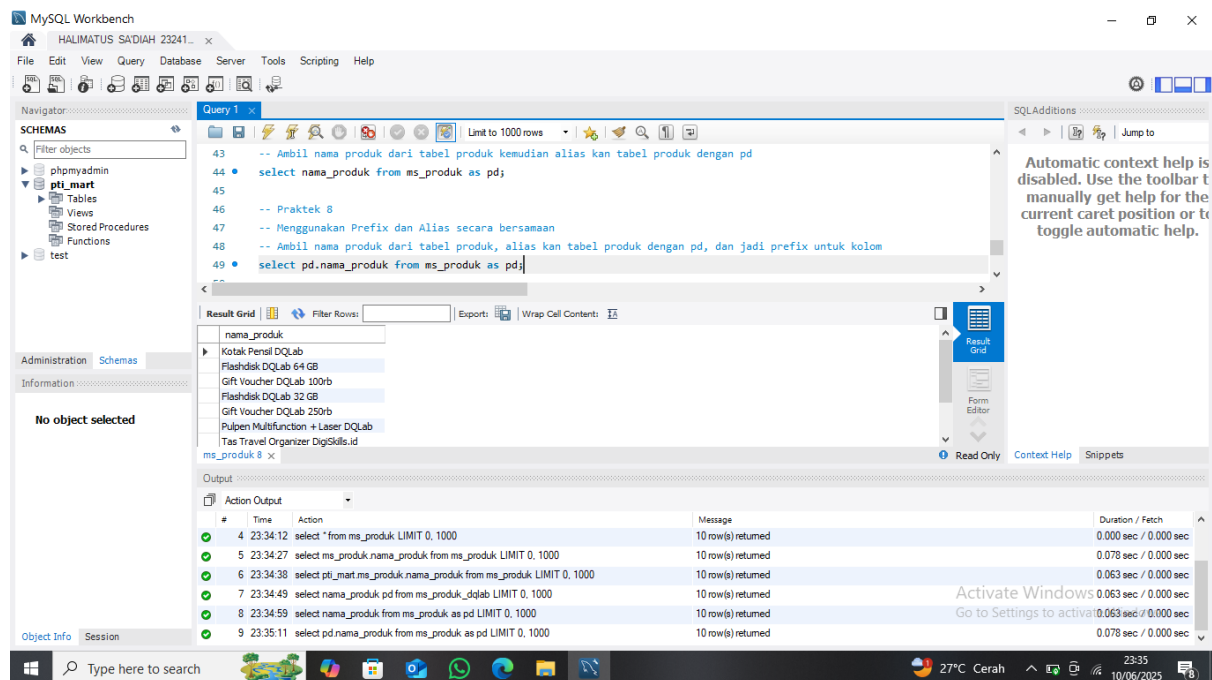 MySQL Workbench
HALIMATUS SA'DIAH 23241...
File Edit View Query Database Server Tools Scripting Help
Navigator
Query 1
SQLAdditions
SCHEMAS
Limit to 1000 rows
Jump to
Filter objects
43 -- Ambil nama produk dari tabel produk kemudian alias kan tabel produk dengan pd
phpmyadmin
44 select nama_produk from ms_produk as pd;
pti_mart
45
Tables
46 -- Praktek 8
Views
47 -- Menggunakan Prefix dan Alias secara bersamaan
Stored Procedures
48 -- Ambil nama produk dari tabel produk, alias kan tabel produk dengan pd, dan jadi prefix untuk kolom
Functions
49 select pd.nama_produk from ms_produk as pd;
test
Automatic context help is
disabled. Use the toolbar t
manually get help for the
current caret position or to
toggle automatic help.
Result Grid Filter Rows: Export: Wrap Cell Content:
nama_produk
Kotak Pensil DQLab
Flashdisk DQLab 64 GB
Gift Voucher DQLab 100rb
Flashdisk DQLab 32 GB
Gift Voucher DQLab 250rb
Pulpen Multifunction + Laser DQLab
Tas Travel Organizer DigiSkills.id
Result
Grid
Form
Editor
Administration Schemas
Information
No object selected
ms_produk 8
Read Only
Context Help Snippets
Output
Action Output
# Time Action Message Duration / Fetch
4 23:34:12 select * from ms_produk LIMIT 0, 1000 10 row(s) returned 0.000 sec / 0.000 sec
5 23:34:27 select ms_produk.nama_produk from ms_produk LIMIT 0, 1000 10 row(s) returned 0.078 sec / 0.000 sec
6 23:34:38 select pti_mart.ms_produk.nama_produk from ms_produk LIMIT 0, 1000 10 row(s) returned 0.063 sec / 0.000 sec
7 23:34:49 select nama_produk pd from ms_produk_dqlab LIMIT 0, 1000 10 row(s) returned 0.063 sec / 0.000 sec
8 23:34:59 select nama_produk from ms_produk as pd LIMIT 0, 1000 10 row(s) returned 0.063 sec / 0.000 sec
9 23:35:11 select pd.nama_produk from ms_produk as pd LIMIT 0, 1000 10 row(s) returned 0.078 sec / 0.000 sec
Activate Windows
Go to Settings to activate Windows.
Object Info Session
Type here to search
27°C Cerah
23:35
10/06/2025
8